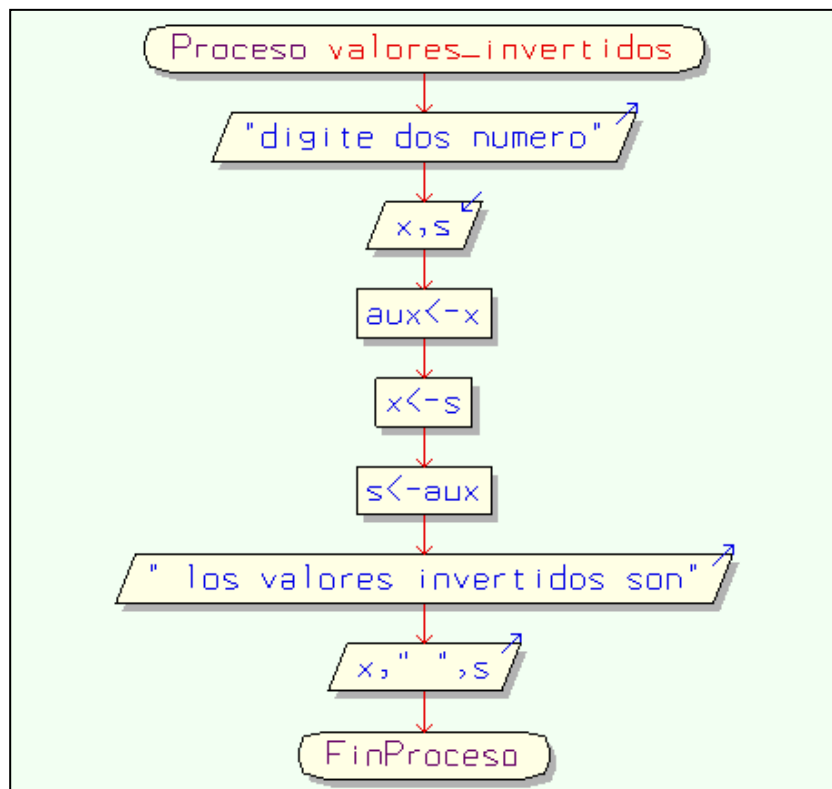 Proceso valores_invertidos
"digite dos numero"
x,s
aux<-x
x<-s
s<-aux
" los valores invertidos son"
x," ",s
FinProceso